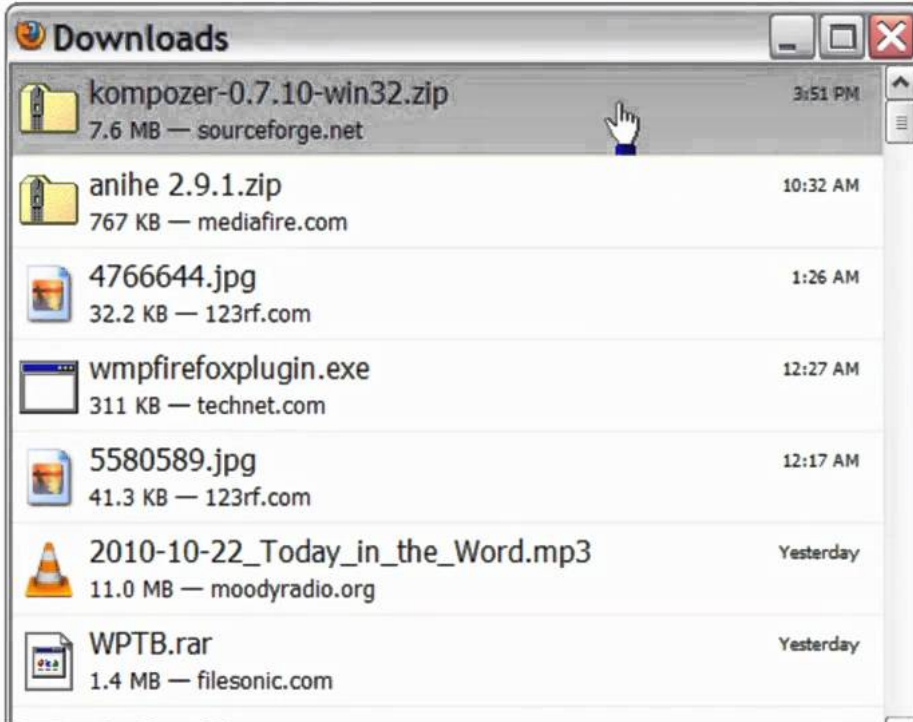 Downloads
kompozer-0.7.10-win32.zip
3:51 PM
7.6 MB — sourceforge.net
anihe 2.9.1.zip
10:32 AM
767 KB — mediafire.com
4766644.jpg
1:26 AM
32.2 KB — 123rf.com
wmpfirefoxplugin.exe
12:27 AM
311 KB — technet.com
5580589.jpg
12:17 AM
41.3 KB — 123rf.com
2010-10-22_Today_in_the_Word.mp3
Yesterday
11.0 MB — moodyradio.org
WPTB.rar
Yesterday
1.4 MB — filesonic.com